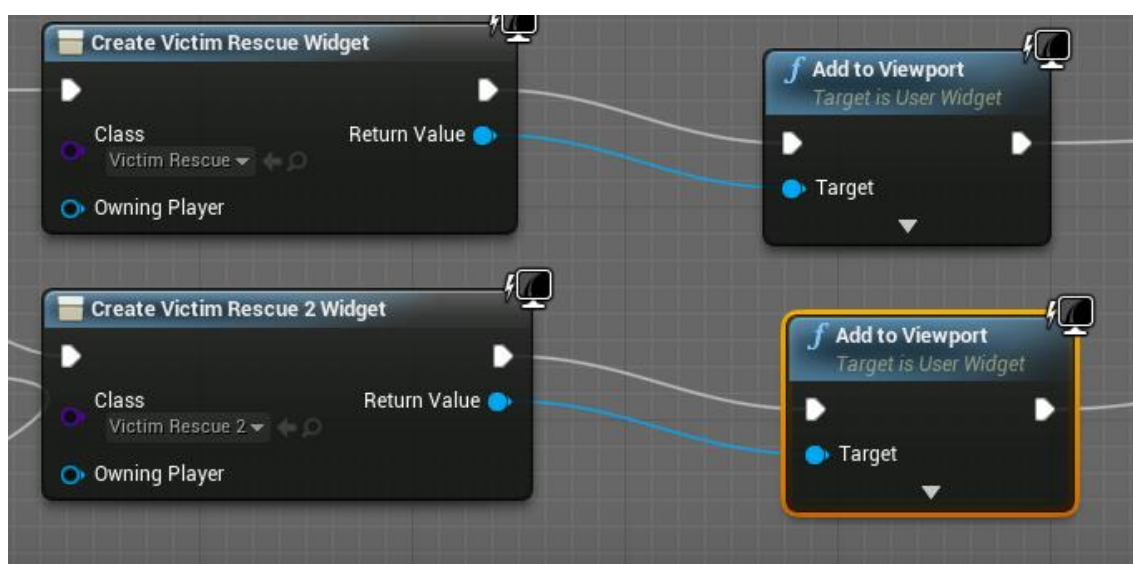 Create Victim Rescue Widget
Class
Victim Rescue
Return Value
Owning Player
f Add to Viewport
Target is User Widget
Target
Create Victim Rescue 2 Widget
Class
Victim Rescue 2
Return Value
Owning Player
f Add to Viewport
Target is User Widget
Target